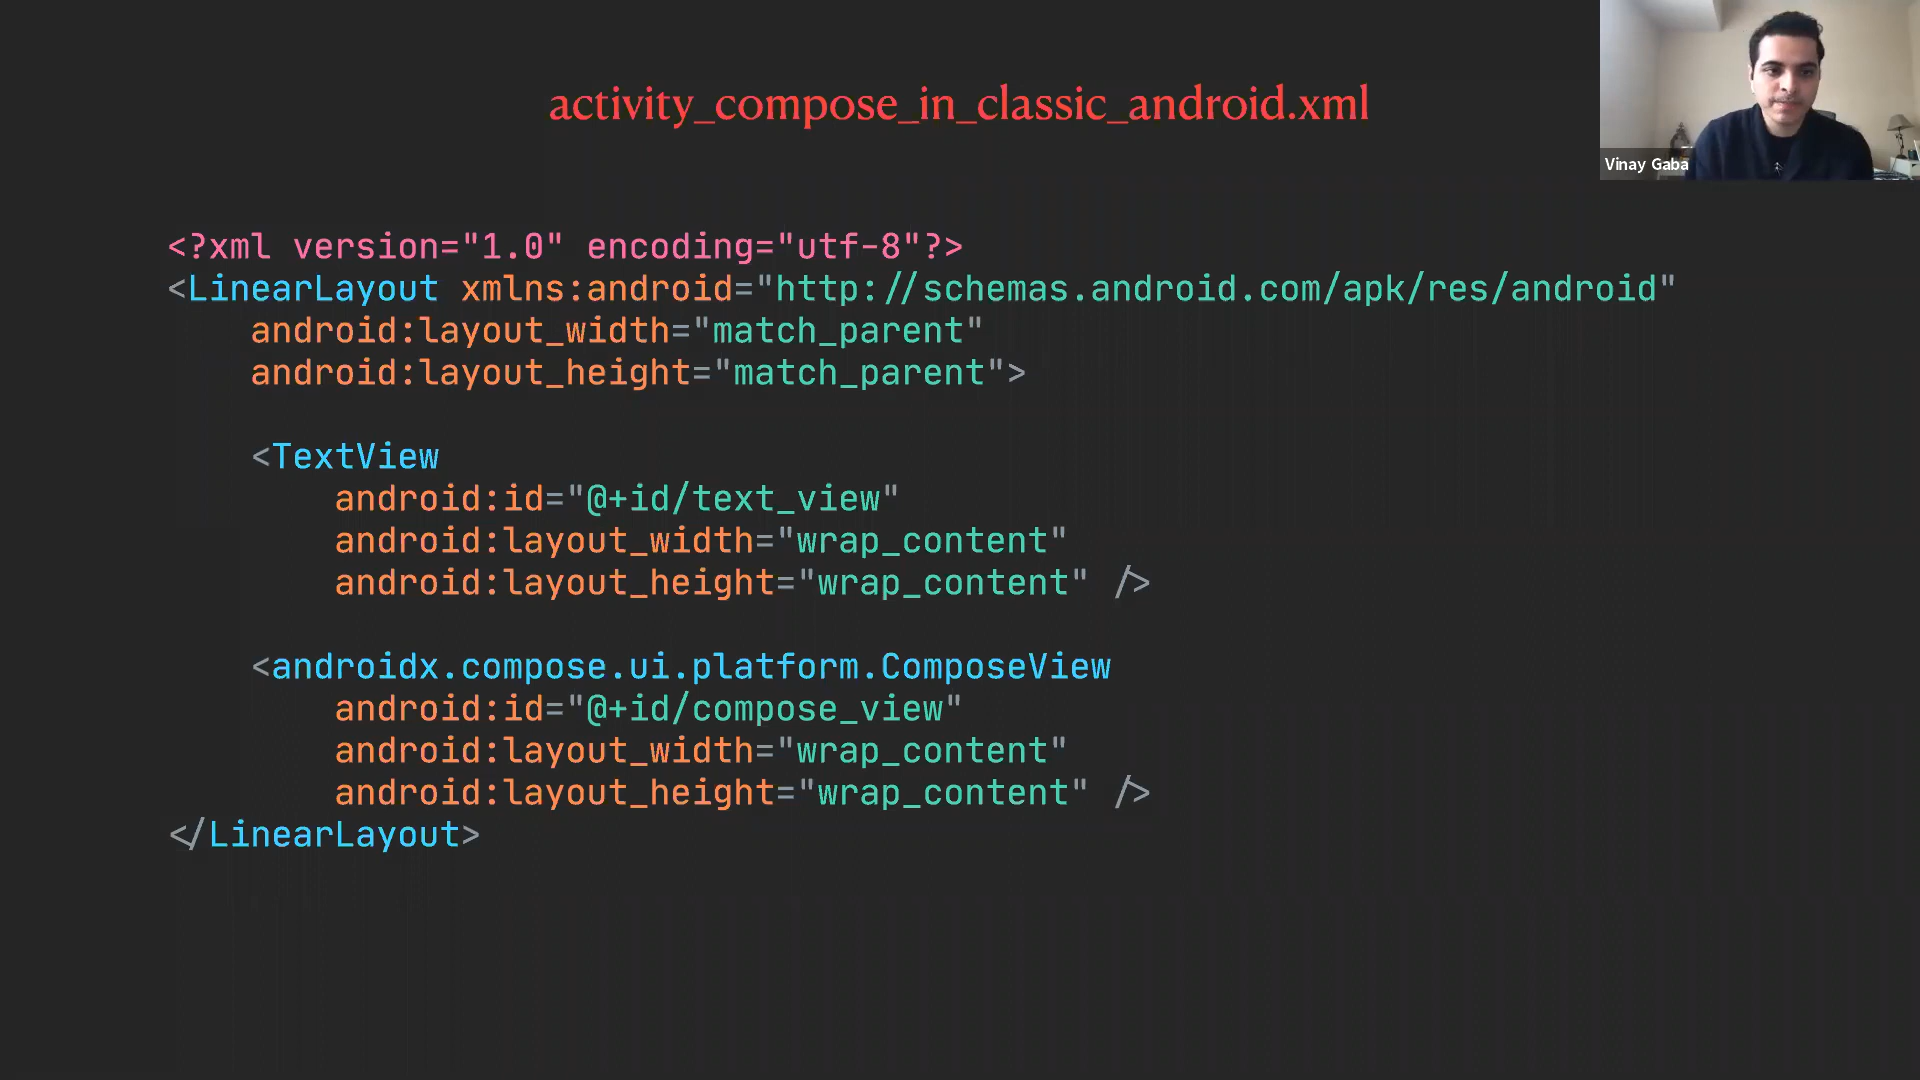 activity_compose_in_classic_android.xml
Vinay Gaba
<?xml version="1.0" encoding="utf-8"?>
<LinearLayout xmlns:android="http://schemas.android.com/apk/res/android"
    android:layout_width="match_parent"
    android:layout_height="match_parent">
    <TextView
        android:id="@+id/text_view"
        android:layout_width="wrap_content"
        android:layout_height="wrap_content" />
    <androidx.compose.ui.platform.ComposeView
        android:id="@+id/compose_view"
        android:layout_width="wrap_content"
        android:layout_height="wrap_content" />
</LinearLayout>